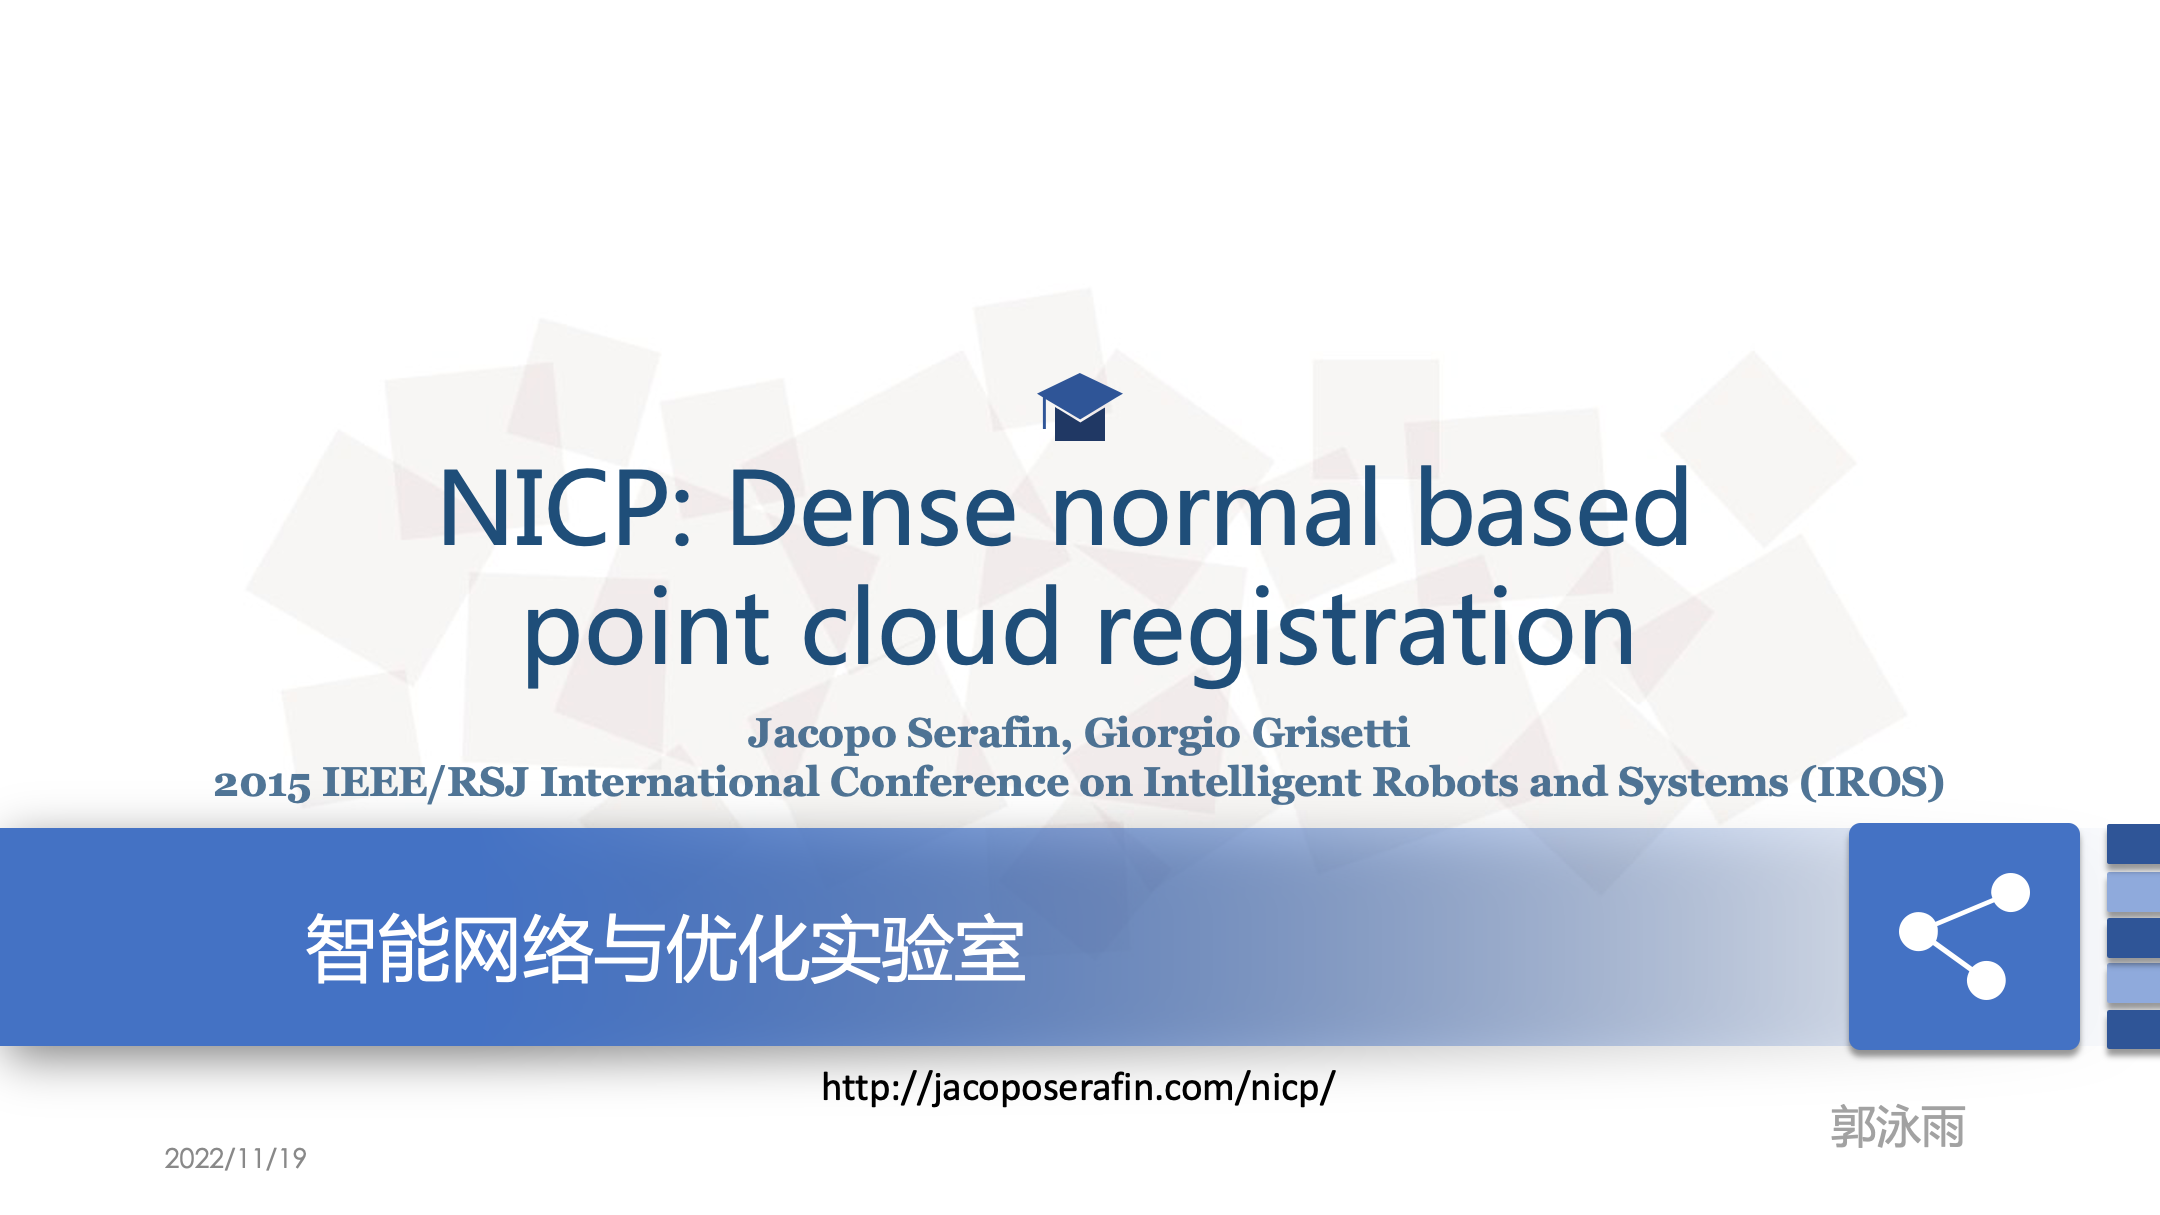 NICP: Dense normal based
point cloud registration
Jacopo Serafin, Giorgio Grisetti
2015 IEEE/RSJ International Conference on Intelligent Robots and Systems (IROS)
智能网络与优化实验室
http://jacoposerafin.com/nicp/
郭泳雨
2022/11/19